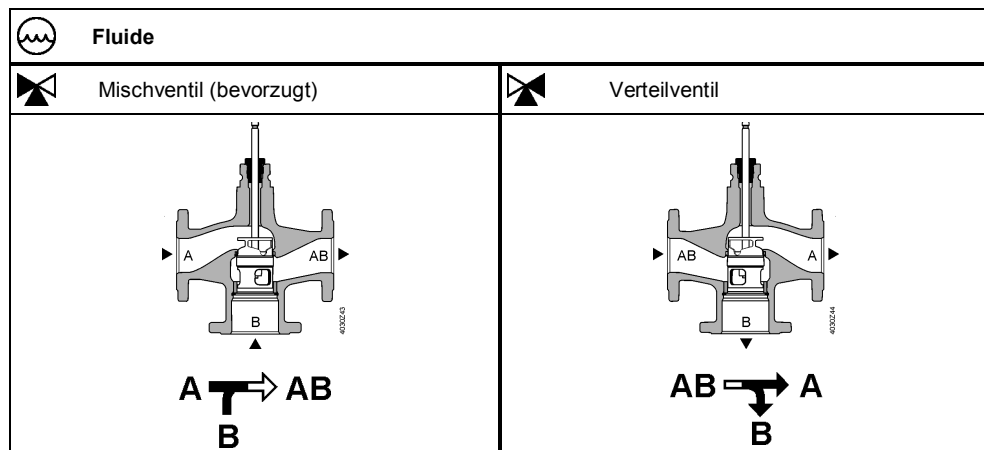 Fluide
Mischventil (bevorzugt)
Verteilventil
A
AB
B
4030Z43
A AB
B
AB
A
B
4030Z44
AB A
B